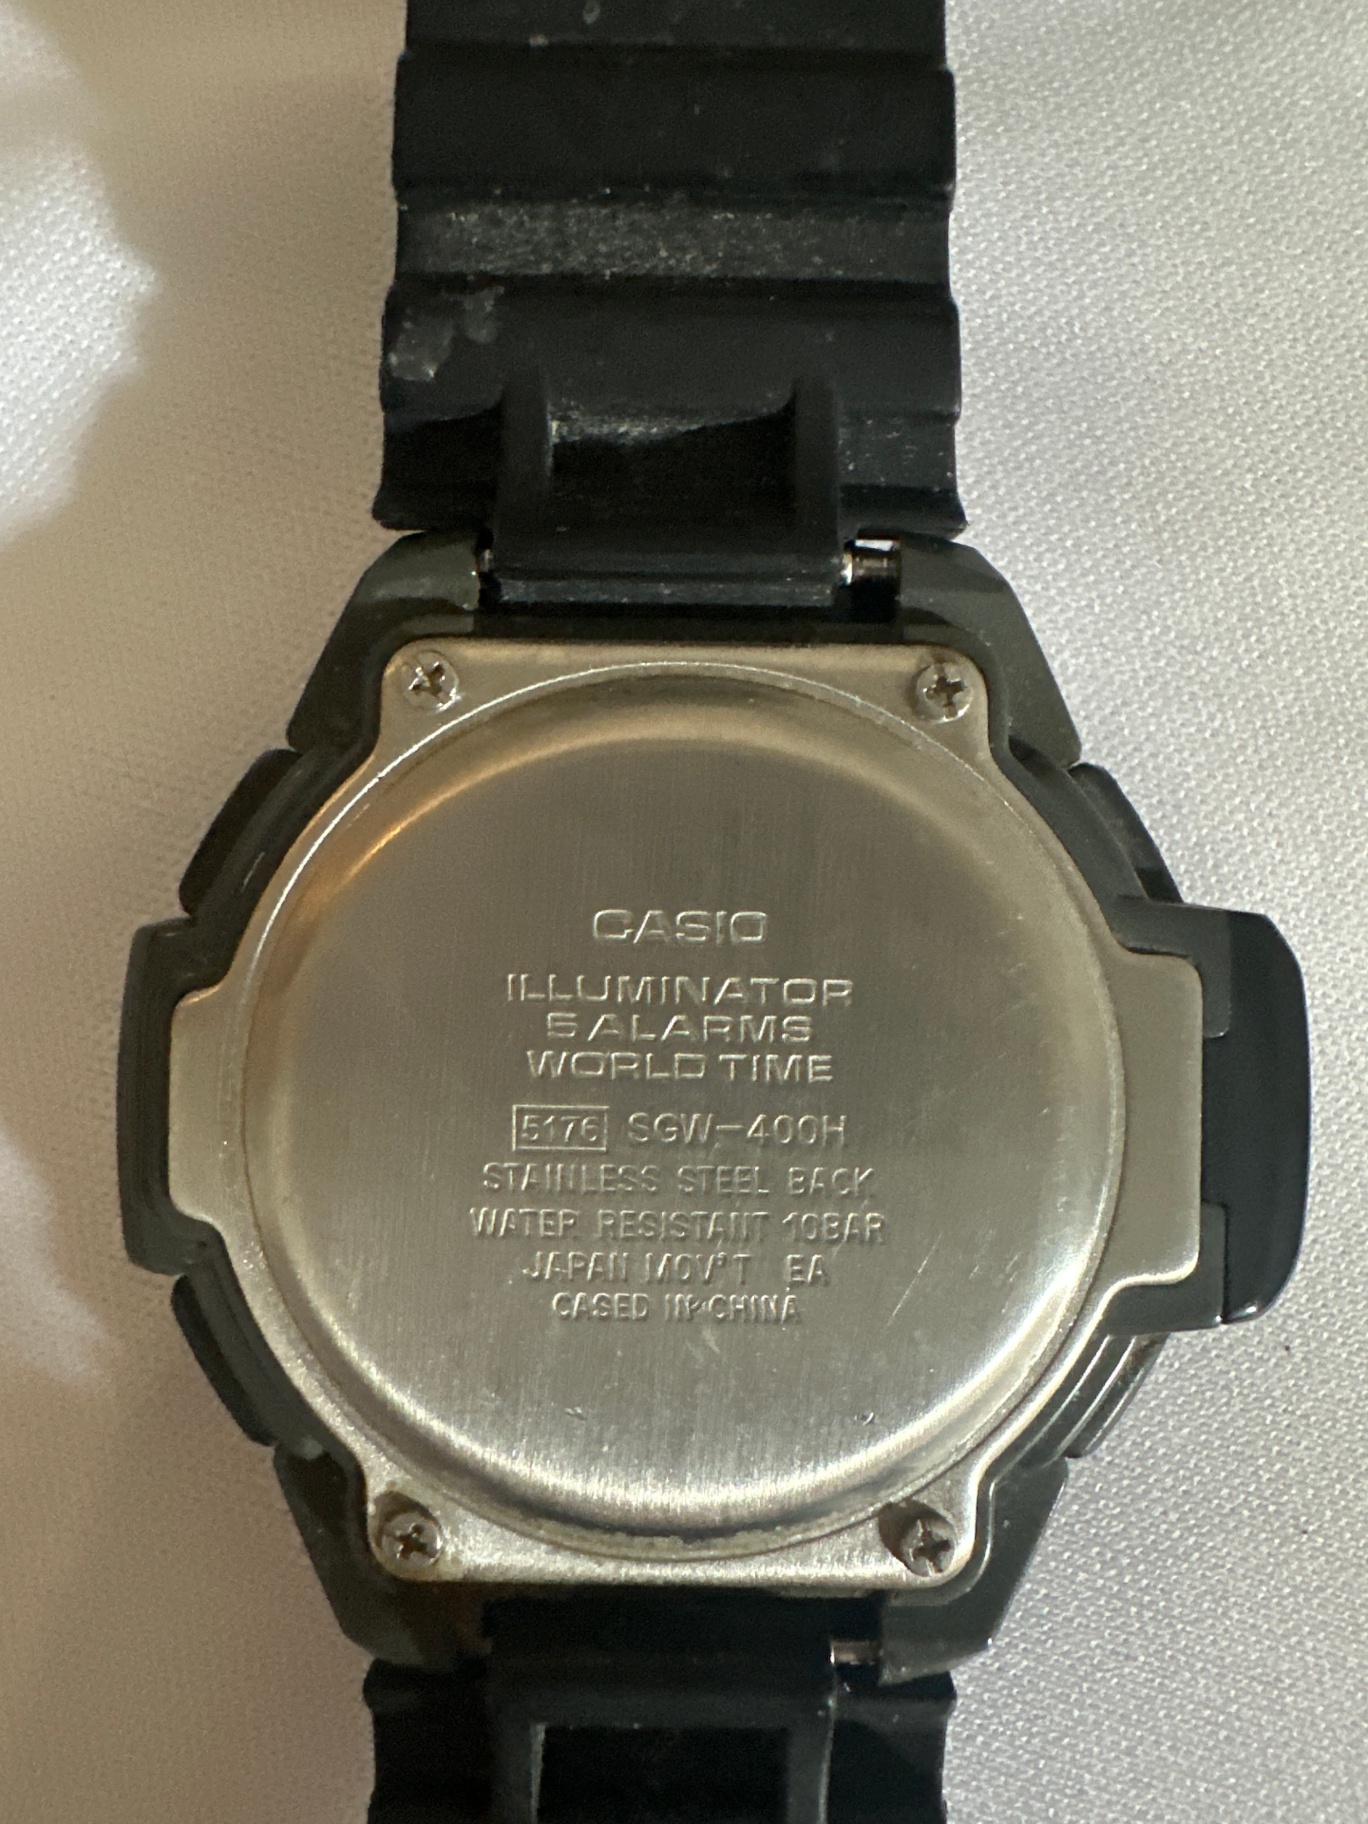 CASIO
ILLUMINATOR
5 ALARMS
WORLD TIME
5176 SGW-400H
STAINLESS STEEL BACK
WATER RESISTANT 10BAR
JAPAN MOV'T EA
CASED IN CHINA